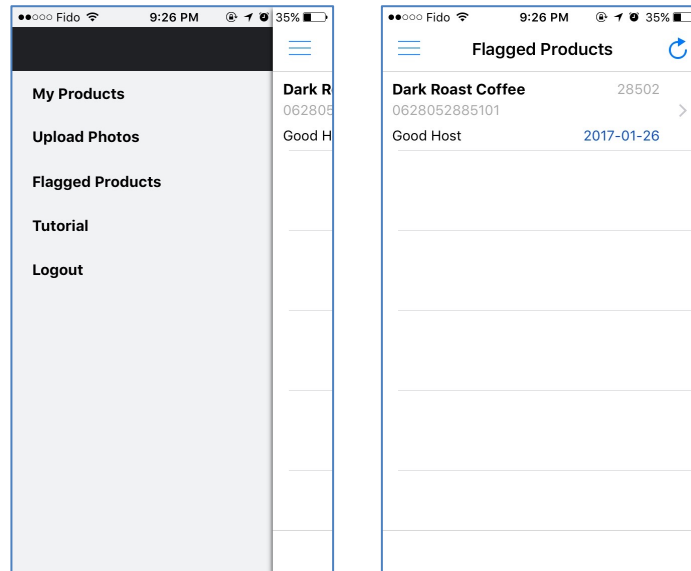 Fido 9:26 PM 35%
My Products
Upload Photos
Flagged Products
Tutorial
Logout
Dark R
062805
Good H
Fido 9:26 PM 35%
Flagged Products
Dark Roast Coffee 28502
0628052885101
Good Host 2017-01-26